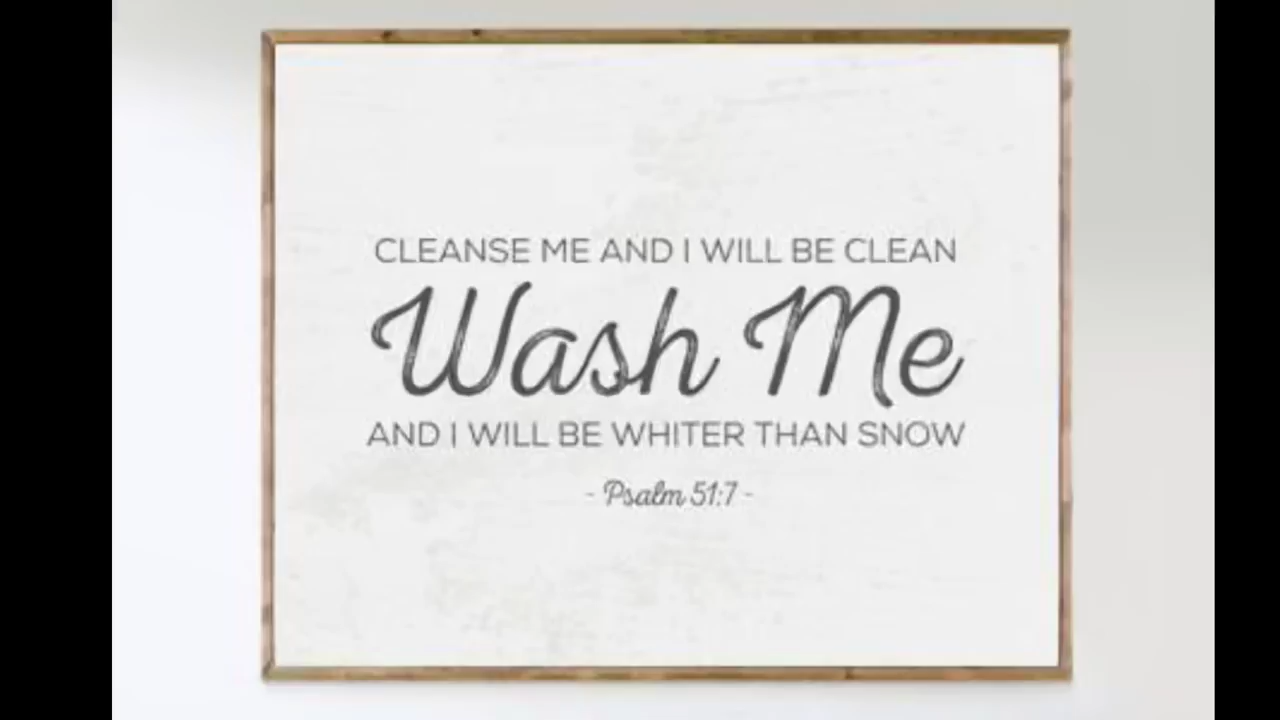 CLEANSE ME AND I WILL BE CLEAN
Wash Me
AND I WILL BE WHITER THAN SNOW
- Psalm 51:7 -